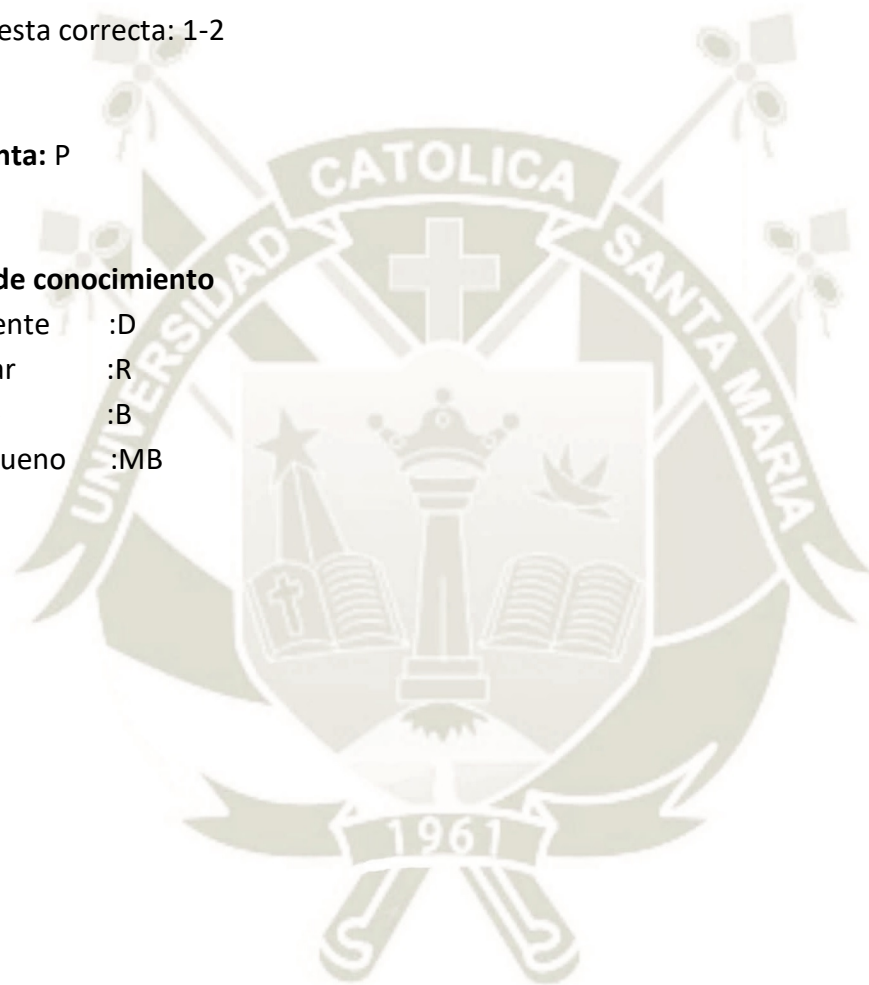 esta correcta: 1-2
nta: P
de conocimiento
ente :D
ar :R
:B
ueno :MB
UNIVERSIDAD CATOLICA SANTA MARIA
1961